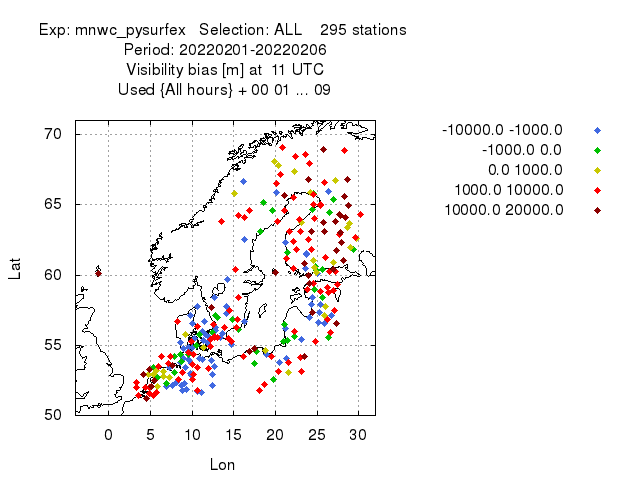 Exp: mnwc_pysurfex   Selection: ALL    295 stations
Period: 20220201-20220206
Visibility bias [m] at  11 UTC
Used {All hours} + 00 01 ... 09
-10000.0 -1000.0
-1000.0 0.0
0.0 1000.0
1000.0 10000.0
10000.0 20000.0
70
65
60
55
50
Lat
0 5 10 15 20 25 30
Lon